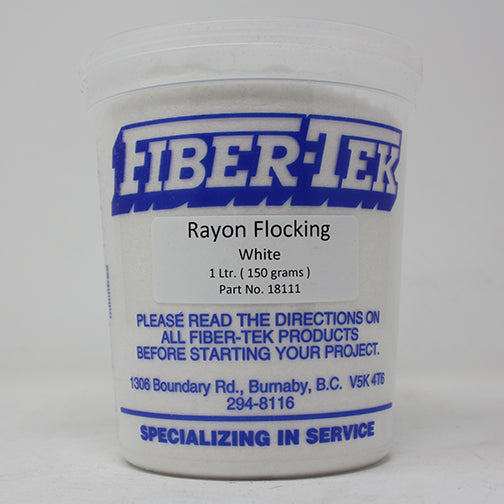 FIBER-TEK
Rayon Flocking
White
1 Ltr. ( 150 grams )
Part No. 18111
PLEASE READ THE DIRECTIONS ON
ALL FIBER-TEK PRODUCTS
BEFORE STARTING YOUR PROJECT.
1306 Boundary Rd., Burnaby, B.C. V5K 4T6
294-8116
SPECIALIZING IN SERVICE